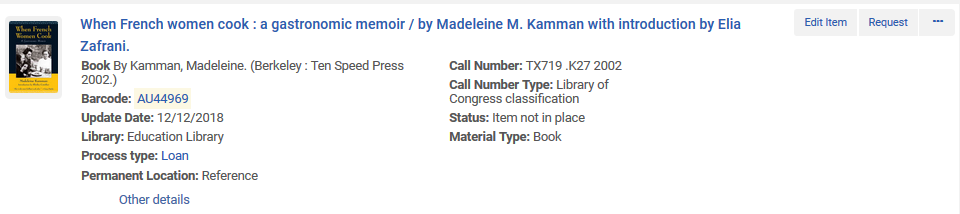 When French women cook : a gastronomic memoir / by Madeleine M. Kamman with introduction by Elia
Zafrani.
Edit Item
Request
Book By Kamman, Madeleine. (Berkeley : Ten Speed Press
2002.)
Barcode: AU44969
Update Date: 12/12/2018
Library: Education Library
Process type: Loan
Permanent Location: Reference
Other details
Call Number: TX719 .K27 2002
Call Number Type: Library of
Congress classification
Status: Item not in place
Material Type: Book
When French
Women Cook